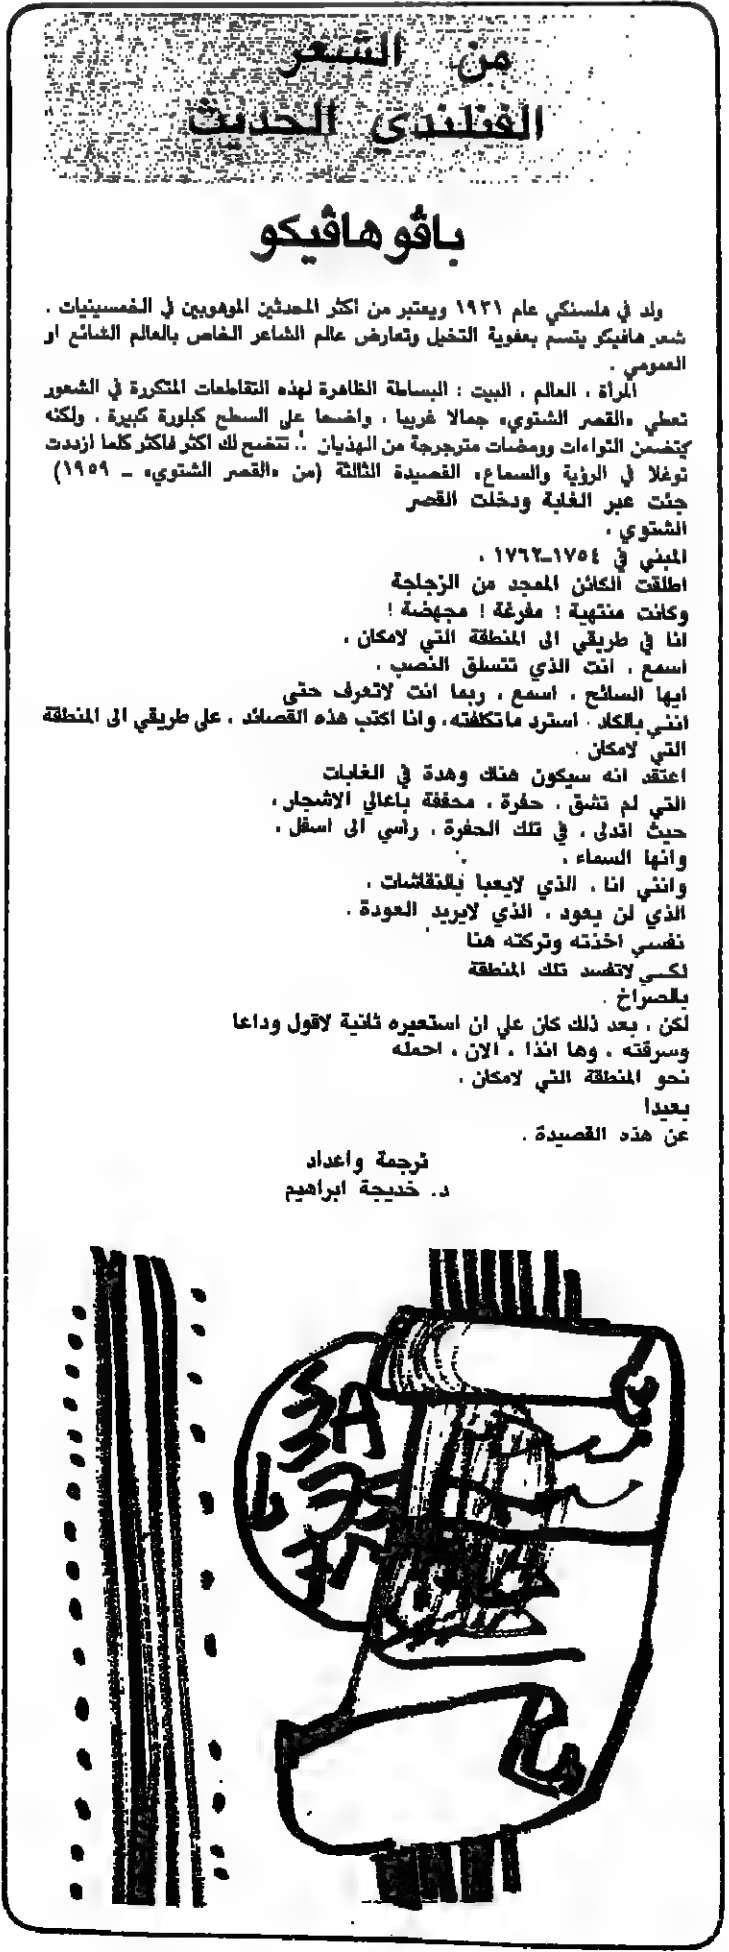 من الشعر
الفنلندي الحديث
باڤو هاڤيكو
ولد في هلسنكي عام ١٩٣١ ويعتبر من اكثر المحدثين الموهوبين في الخمسينيات .
شعر هافيكو يتسم بعفوية التخيل وتعارض عالم الشاعر الخاص بالعالم الشائع او
العمومي .
المرأة ، العالم ، البيت : البساطة الظاهرة لهذه التقاطعات المتكررة في الشعور
تعطي «القصر الشتوي» جمالا غريبا ، واضحا على السطح كبلورة كبيرة ، ولكنه
يتضمن التواءات وومضات مترجرجة من الهذيان .. تتضح لك اكثر فاكثر كلما ازددت
توغلا في الرؤية والسماع» القصيدة الثالثة (من «القصر الشتوي» ــ ١٩٥٩)
جئت عبر الغابة ودخلت القصر
الشتوي ،
المبني في ١٧٥٤ــ١٧٦٢ ،
اطلقت الكائن الممجد من الزجاجة
وكانت منتهية ! مفرغة ! مجهضة !
انا في طريقي الى المنطقة التي لامكان ،
اسمع ، انت الذي تتسلق النصب ،
ايها السائح ، اسمع ، ربما انت لاتعرف حتى
انني بالكاد استرد ماتكلفته، وانا اكتب هذه القصائد ، على طريقي الى المنطقة
التي لامكان .
اعتقد انه سيكون هناك وهدة في الغابات
التي لم تشق ، حفرة ، محففة باعالي الاشجار ،
حيث اتدلى ، في تلك الحفرة ، راسي الى اسفل ،
وانها السماء ،
وانني انا ، الذي لايعبا بالنقاشات ،
الذي لن يعود ، الذي لايريد العودة .
نفسي اخذته وتركته هنا
لكــي لاتفسد تلك المنطقة
بالصراخ .
لكن ، بعد ذلك كان علي ان استعيره ثانية لاقول وداعا
وسرقته ، وها انذا ، الان ، احمله
نحو المنطقة التي لامكان .
بعيدا
عن هذه القصيدة .
ترجمة واعداد
د. خديجة ابراهيم